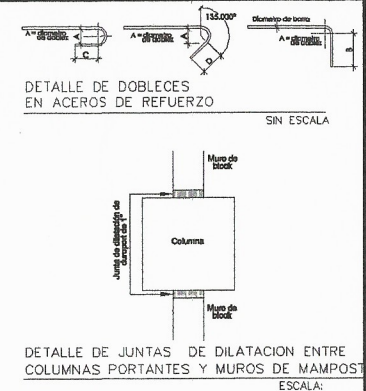 135.000°
Diametro de barra
A = diametro
de doblez
A
C
A = diametro
de doblez
A
D
A = diametro
de doblez
B
DETALLE DE DOBLECES
EN ACEROS DE REFUERZO
SIN ESCALA
Muro de
block
Junta de dilatación de
duroport de 1"
Columna
Muro de
block
DETALLE DE JUNTAS DE DILATACION ENTRE
COLUMNAS PORTANTES Y MUROS DE MAMPOST
ESCALA: